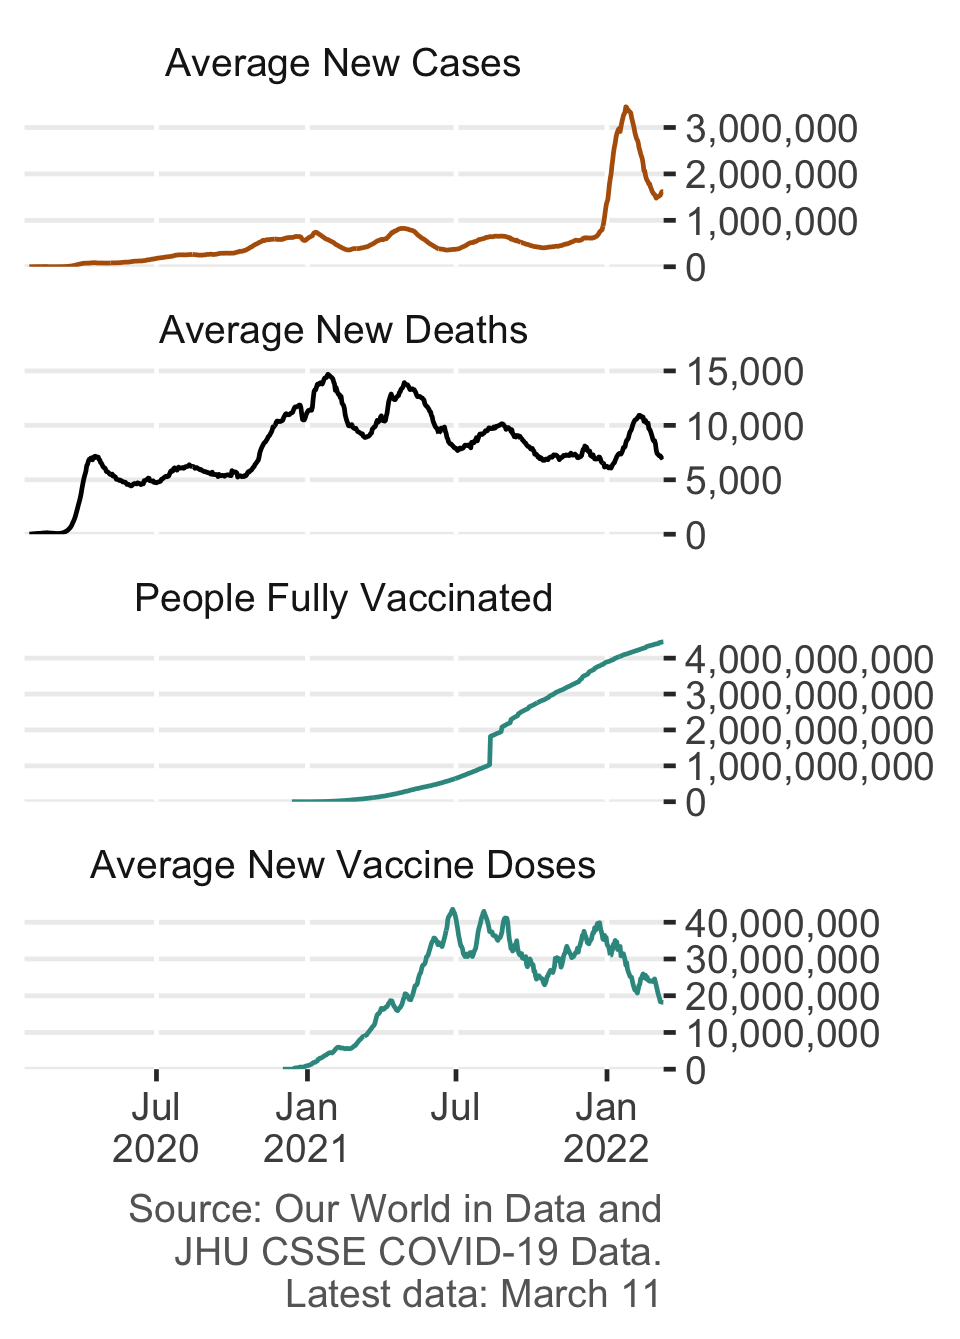 Average New Cases
3,000,000
2,000,000
1,000,000
0
Average New Deaths
15,000
10,000
5,000
0
People Fully Vaccinated
4,000,000,000
3,000,000,000
2,000,000,000
1,000,000,000
0
Average New Vaccine Doses
40,000,000
30,000,000
20,000,000
10,000,000
0
Jul Jan Jul Jan
2020 2021 2022
Source: Our World in Data and
JHU CSSE COVID-19 Data.
Latest data: March 11